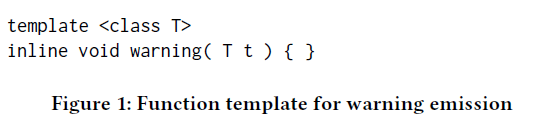 template <class T>
inline void warning( T t ) { }
Figure 1: Function template for warning emission